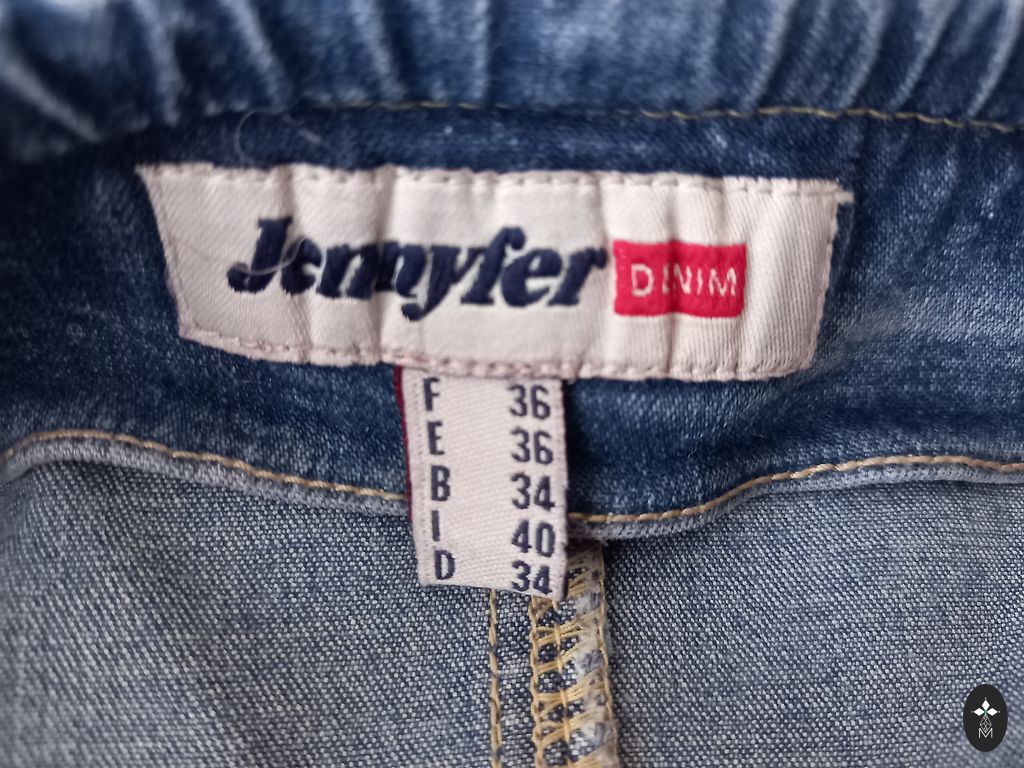 Jennyfer DENIM
F 36
E 36
B 34
I 40
D 34
M